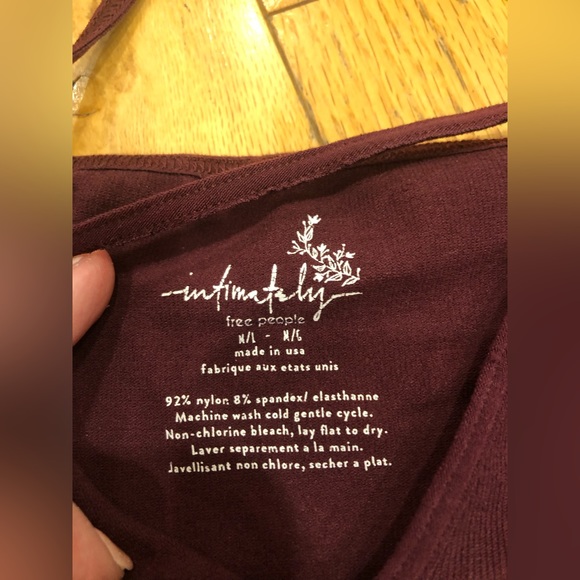 intimately
free people
M/L - M/G
made in usa
fabrique aux etats unis
92% nylon 8% spandex/ elasthanne
Machine wash cold gentle cycle.
Non-chlorine bleach, lay flat to dry.
Laver separement a la main.
Javellisant non chlore, secher a plat.